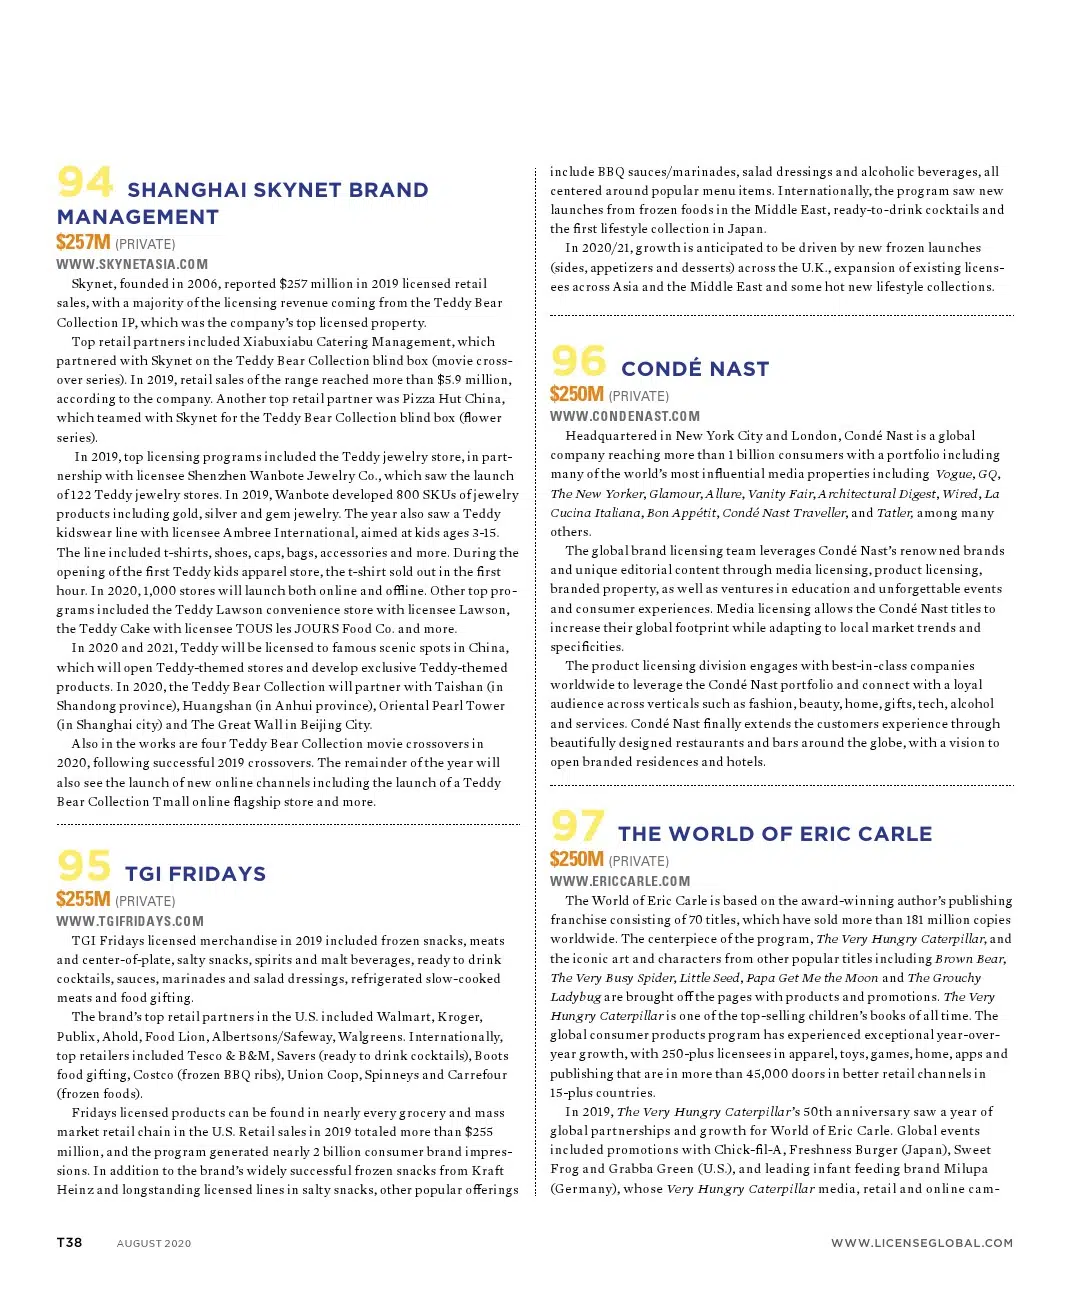 94 SHANGHAI SKYNET BRAND
MANAGEMENT
$257M (PRIVATE)
WWW.SKYNETASIA.COM
Skynet, founded in 2006, reported $257 million in 2019 licensed retail
sales, with a majority of the licensing revenue coming from the Teddy Bear
Collection IP, which was the company's top licensed property.
Top retail partners included Xiabuxiabu Catering Management, which
partnered with Skynet on the Teddy Bear Collection blind box (movie cross-
over series). In 2019, retail sales of the range reached more than $5.9 million,
according to the company. Another top retail partner was Pizza Hut China,
which teamed with Skynet for the Teddy Bear Collection blind box (flower
series).
In 2019, top licensing programs included the Teddy jewelry store, in part-
nership with licensee Shenzhen Wanbote Jewelry Co., which saw the launch
of 122 Teddy jewelry stores. In 2019, Wanbote developed 800 SKUs of jewelry
products including gold, silver and gem jewelry. The year also saw a Teddy
kidswear line with licensee Ambree International, aimed at kids ages 3-15.
The line included t-shirts, shoes, caps, bags, accessories and more. During the
opening of the first Teddy kids apparel store, the t-shirt sold out in the first
hour. In 2020, 1,000 stores will launch both online and offline. Other top pro-
grams included the Teddy Lawson convenience store with licensee Lawson,
the Teddy Cake with licensee TOUS les JOURS Food Co. and more.
In 2020 and 2021, Teddy will be licensed to famous scenic spots in China,
which will open Teddy-themed stores and develop exclusive Teddy-themed
products. In 2020, the Teddy Bear Collection will partner with Taishan (in
Shandong province), Huangshan (in Anhui province), Oriental Pearl Tower
(in Shanghai city) and The Great Wall in Beijing City.
Also in the works are four Teddy Bear Collection movie crossovers in
2020, following successful 2019 crossovers. The remainder of the year will
also see the launch of new online channels including the launch of a Teddy
Bear Collection Tmall online flagship store and more.
95 TGI FRIDAYS
$255M (PRIVATE)
WWW.TGIFRIDAYS.COM
TGI Fridays licensed merchandise in 2019 included frozen snacks, meats
and center-of-plate, salty snacks, spirits and malt beverages, ready to drink
cocktails, sauces, marinades and salad dressings, refrigerated slow-cooked
meats and food gifting.
The brand's top retail partners in the U.S. included Walmart, Kroger,
Publix, Ahold, Food Lion, Albertsons/Safeway, Walgreens. Internationally,
top retailers included Tesco & B&M, Savers (ready to drink cocktails), Boots
food gifting, Costco (frozen BBQ ribs), Union Coop, Spinneys and Carrefour
(frozen foods).
Fridays licensed products can be found in nearly every grocery and mass
market retail chain in the U.S. Retail sales in 2019 totaled more than $255
million, and the program generated nearly 2 billion consumer brand impres-
sions. In addition to the brand's widely successful frozen snacks from Kraft
Heinz and longstanding licensed lines in salty snacks, other popular offerings
include BBQ sauces/marinades, salad dressings and alcoholic beverages, all
centered around popular menu items. Internationally, the program saw new
launches from frozen foods in the Middle East, ready-to-drink cocktails and
the first lifestyle collection in Japan.
In 2020/21, growth is anticipated to be driven by new frozen launches
(sides, appetizers and desserts) across the U.K., expansion of existing licens-
ees across Asia and the Middle East and some hot new lifestyle collections.
96 CONDÉ NAST
$250M (PRIVATE)
WWW.CONDENAST.COM
Headquartered in New York City and London, Condé Nast is a global
company reaching more than 1 billion consumers with a portfolio including
many of the world's most influential media properties including Vogue, GQ,
The New Yorker, Glamour, Allure, Vanity Fair, Architectural Digest, Wired, La
Cucina Italiana, Bon Appétit, Condé Nast Traveller, and Tatler, among many
others.
The global brand licensing team leverages Condé Nast's renowned brands
and unique editorial content through media licensing, product licensing,
branded property, as well as ventures in education and unforgettable events
and consumer experiences. Media licensing allows the Condé Nast titles to
increase their global footprint while adapting to local market trends and
specificities.
The product licensing division engages with best-in-class companies
worldwide to leverage the Condé Nast portfolio and connect with a loyal
audience across verticals such as fashion, beauty, home, gifts, tech, alcohol
and services. Condé Nast finally extends the customers experience through
beautifully designed restaurants and bars around the globe, with a vision to
open branded residences and hotels.
97 THE WORLD OF ERIC CARLE
$250M (PRIVATE)
WWW.ERICCARLE.COM
The World of Eric Carle is based on the award-winning author's publishing
franchise consisting of 70 titles, which have sold more than 181 million copies
worldwide. The centerpiece of the program, The Very Hungry Caterpillar, and
the iconic art and characters from other popular titles including Brown Bear,
The Very Busy Spider, Little Seed, Papa Get Me the Moon and The Grouchy
Ladybug are brought off the pages with products and promotions. The Very
Hungry Caterpillar is one of the top-selling children's books of all time. The
global consumer products program has experienced exceptional year-over-
year growth, with 250-plus licensees in apparel, toys, games, home, apps and
publishing that are in more than 45,000 doors in better retail channels in
15-plus countries.
In 2019, The Very Hungry Caterpillar's 50th anniversary saw a year of
global partnerships and growth for World of Eric Carle. Global events
included promotions with Chick-fil-A, Freshness Burger (Japan), Sweet
Frog and Grabba Green (U.S.), and leading infant feeding brand Milupa
(Germany), whose Very Hungry Caterpillar media, retail and online cam-
T38 AUGUST 2020 WWW.LICENSEGLOBAL.COM